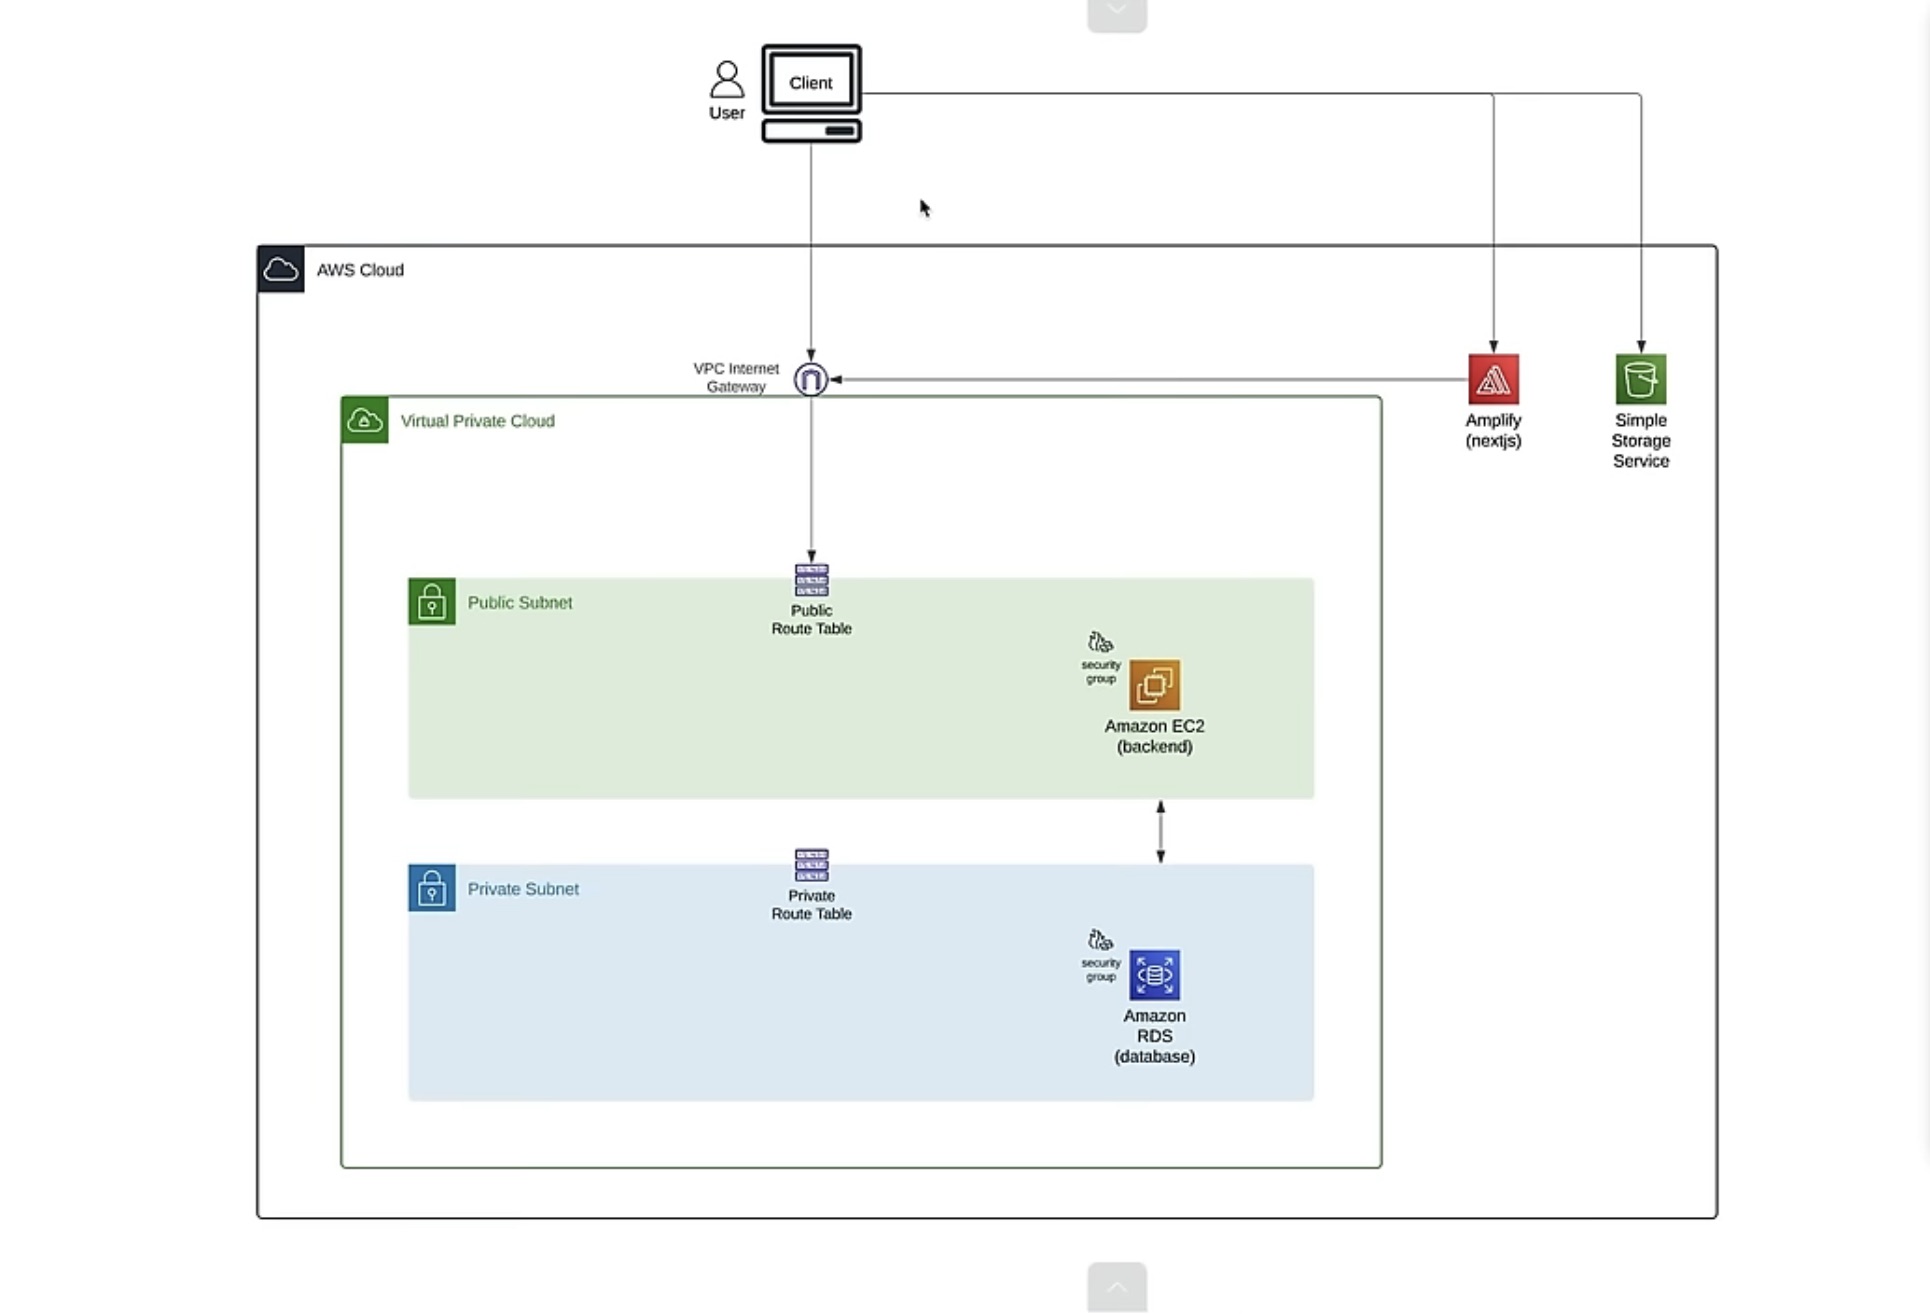 Client
User
AWS Cloud
VPC Internet
Gateway
Amplify
(nextjs)
Simple
Storage
Service
Virtual Private Cloud
Public Subnet
Public
Route Table
security
group
Amazon EC2
(backend)
Private Subnet
Private
Route Table
security
group
Amazon
RDS
(database)